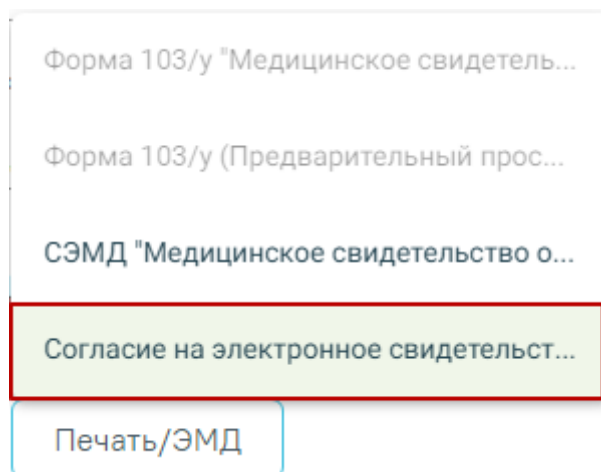 Форма 103/у "Медицинское свидетель...
Форма 103/у (Предварительный прос...
СЭМД "Медицинское свидетельство о...
Согласие на электронное свидетельст...
Печать/ЭМД